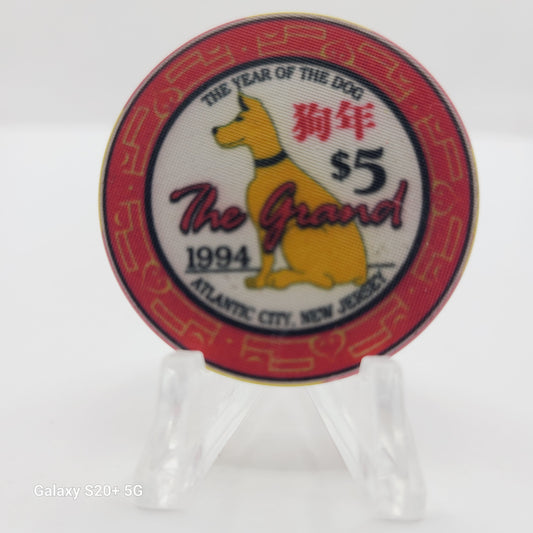 THE YEAR OF THE DOG
狗年
$5
The Grand
1994
ATLANTIC CITY, NEW JERSEY
Galaxy S20+ 5G